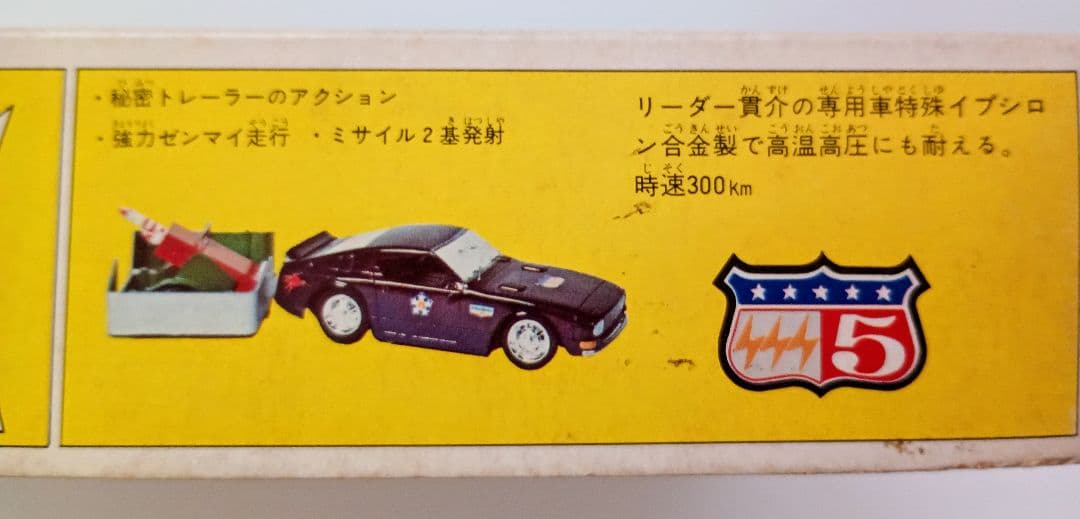 ・秘密トレーラーのアクション
・強力ゼンマイ走行 ・ミサイル2基発射
リーダー貫介の専用車特殊イプシロ
ン合金製で高温高圧にも耐える。
時速300km
5